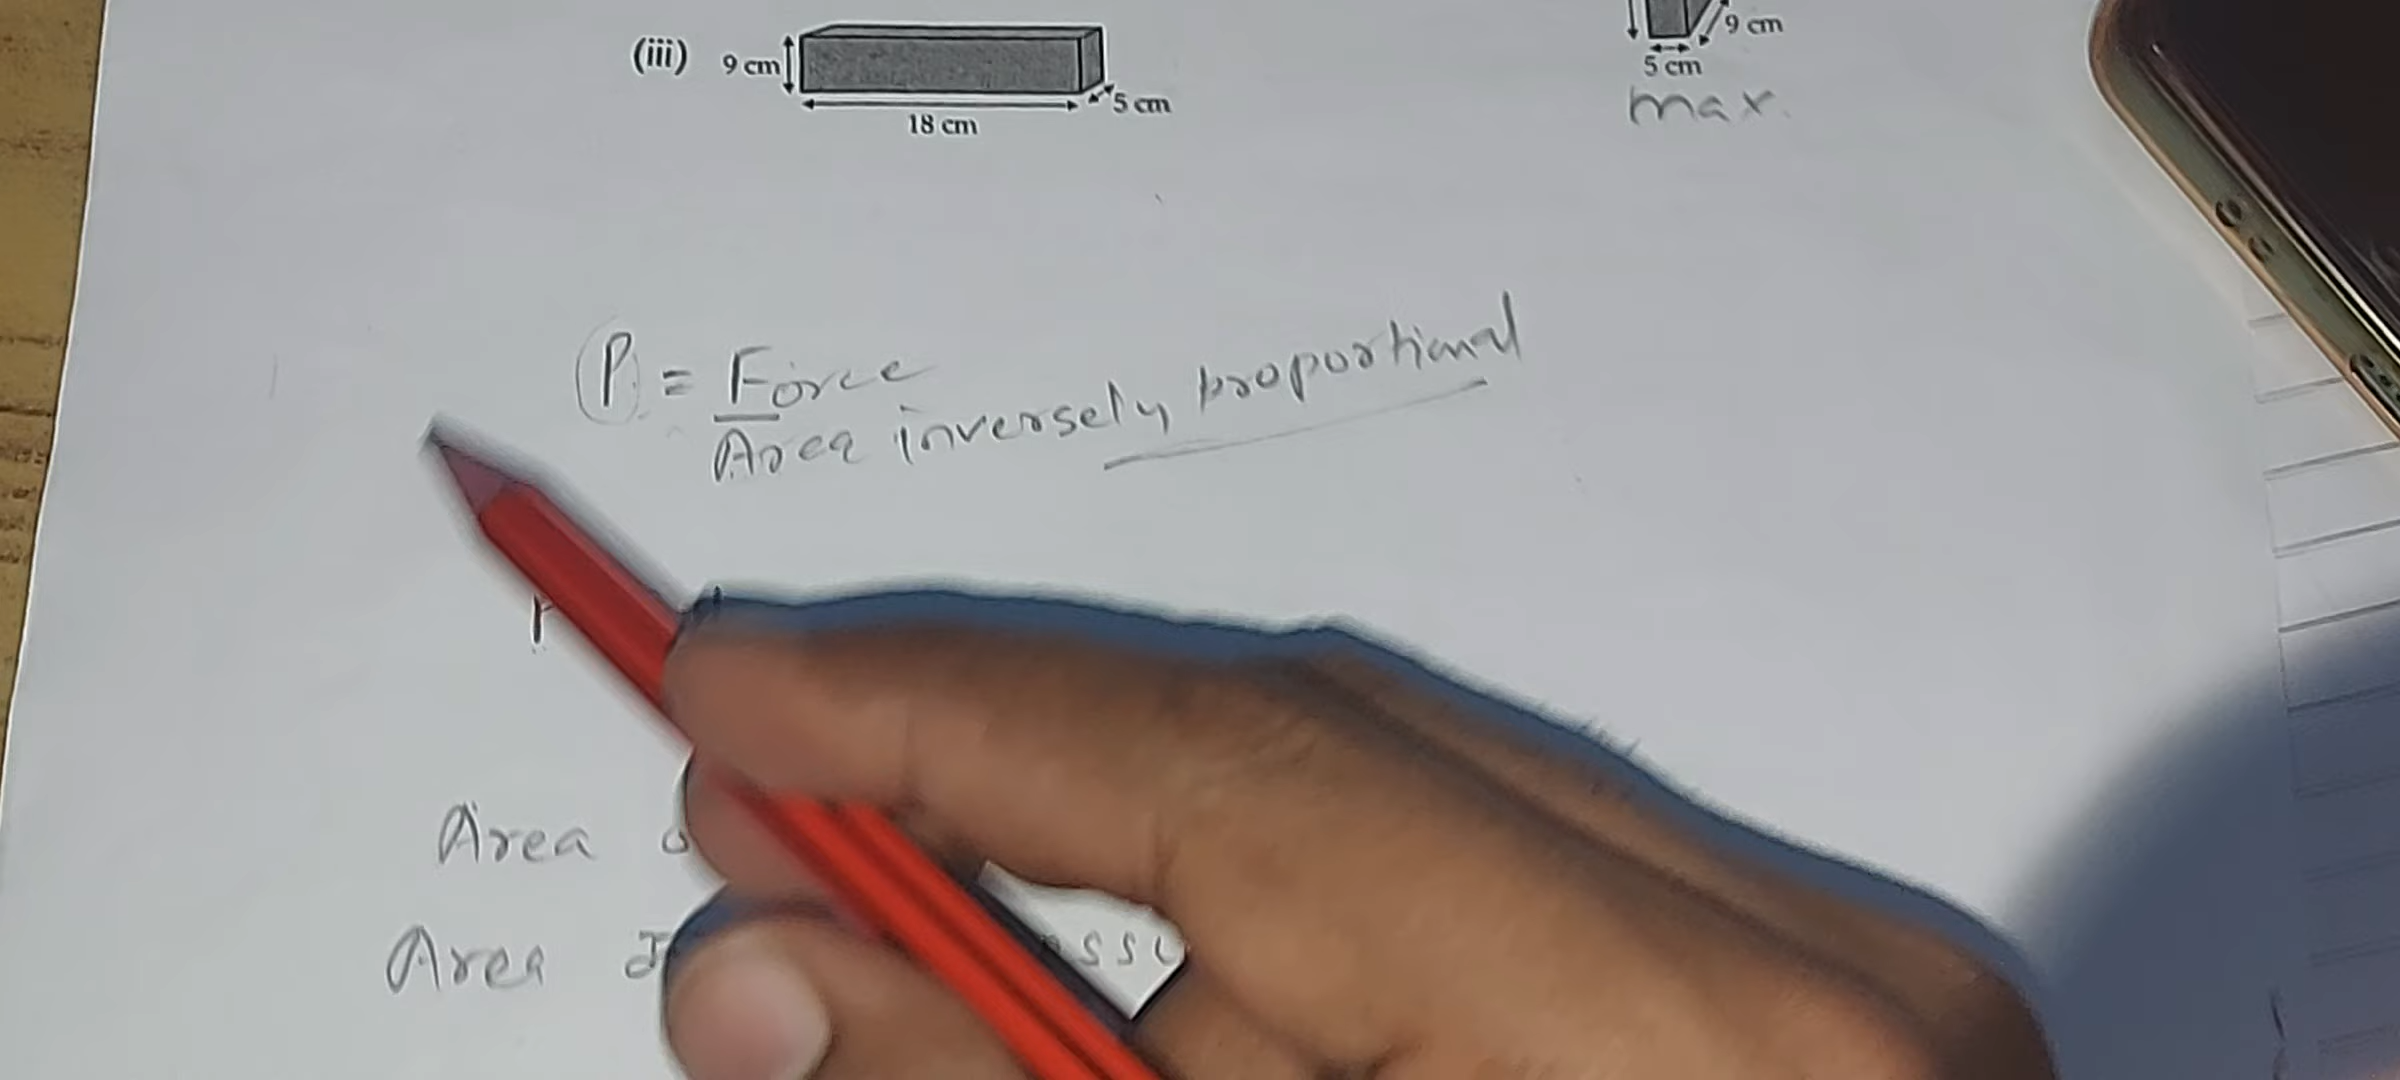 (iii) 9 cm
5 cm
18 cm
9 cm
5 cm
max.
P = Force
Area inversely proportional
Area
Area